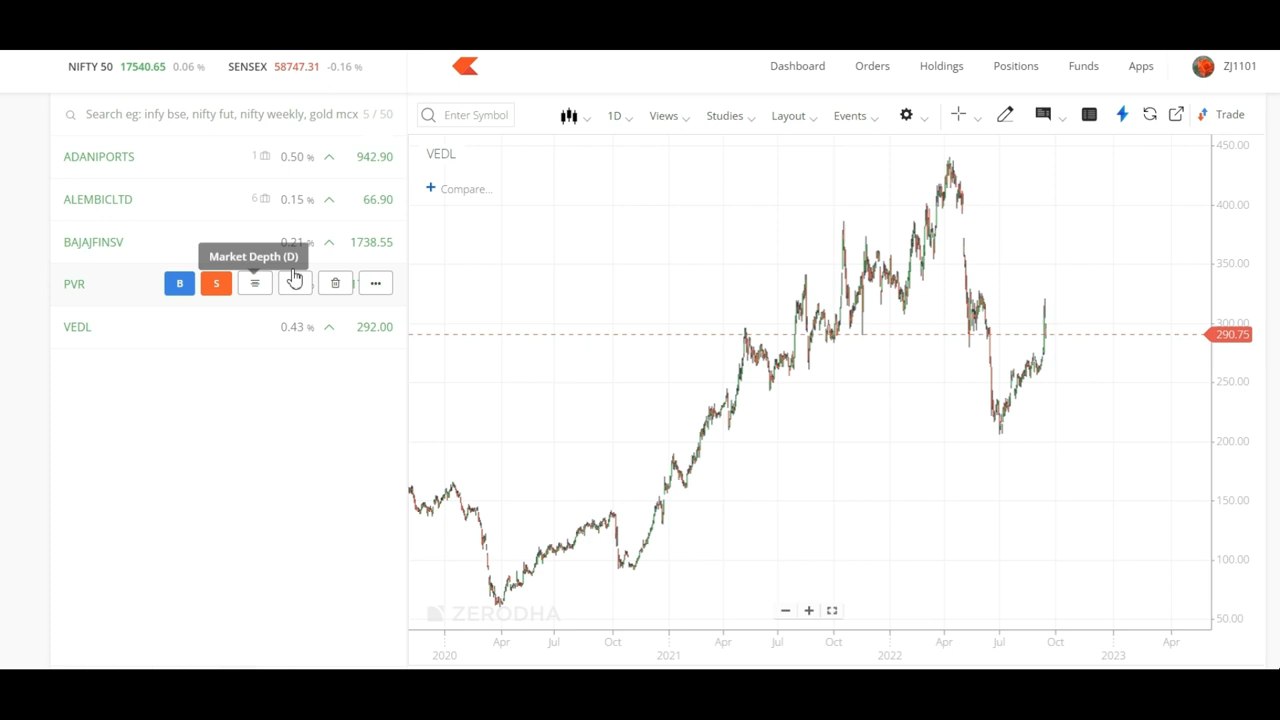 NIFTY 50 17540.65 0.06 % SENSEX 58747.31 -0.16 %
Dashboard Orders Holdings Positions Funds Apps ZJ1101
Search eg: infy bse, nifty fut, nifty weekly, gold mcx 5 / 50
Enter Symbol 1D Views Studies Layout Events Trade
ADANIPORTS 1 0.50 % 942.90
ALEMBICLTD 6 0.15 % 66.90
BAJAJFINSV 0.21 % 1738.55
Market Depth (D)
PVR B S
VEDL 0.43 % 292.00
VEDL
Compare...
450.00
400.00
350.00
300.00
290.75
250.00
200.00
150.00
100.00
50.00
ZERODHA
Apr Jul Oct Apr Jul Oct Apr Jul Oct Apr
2020 2021 2022 2023